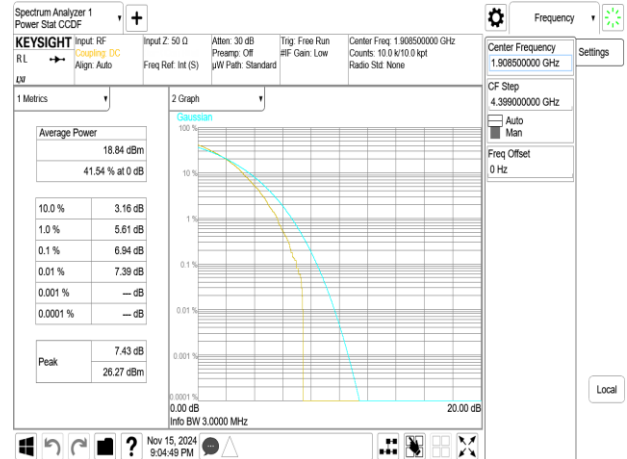 Spectrum Analyzer 1
Power Stat CCDF
Frequency
KEYSIGHT Input: RF Input Z: 50 Ω Atten: 30 dB Trig: Free Run Center Freq: 1.908500000 GHz
RL Coupling: DC Preamp: Off #IF Gain: Low Counts: 10.0 k/10.0 kpt
Align: Auto Freq Ref: Int (S) µW Path: Standard Radio Std: None
Center Frequency
1.908500000 GHz
Settings
CF Step
4.399000000 GHz
Auto
Man
Freq Offset
0 Hz
1 Metrics
2 Graph
Average Power
18.84 dBm
41.54 % at 0 dB
10.0 % 3.16 dB
1.0 % 5.61 dB
0.1 % 6.94 dB
0.01 % 7.39 dB
0.001 % --- dB
0.0001 % --- dB
Peak
7.43 dB
26.27 dBm
Gaussian
100 %
10 %
1 %
0.1 %
0.01 %
0.001 %
0.0001 %
0.00 dB 20.00 dB
Info BW 3.0000 MHz
Local
Nov 15, 2024
9:04:49 PM